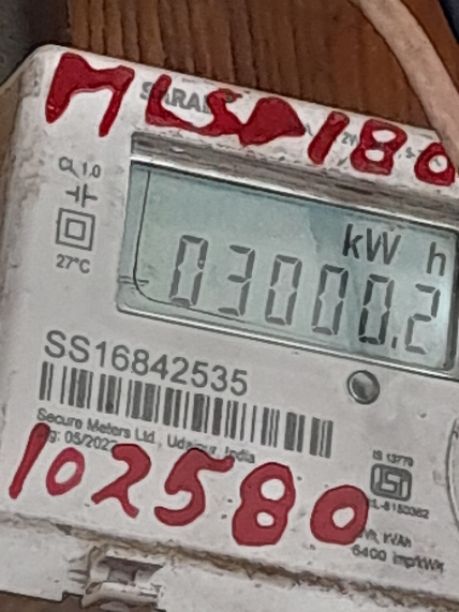 MLSD180
Cl. 1.0
27°C
kW h
03000.2
SS16842535
Secure Meters Ltd., Udaipur, India
102580
IS 13779
6400 imp/kWh